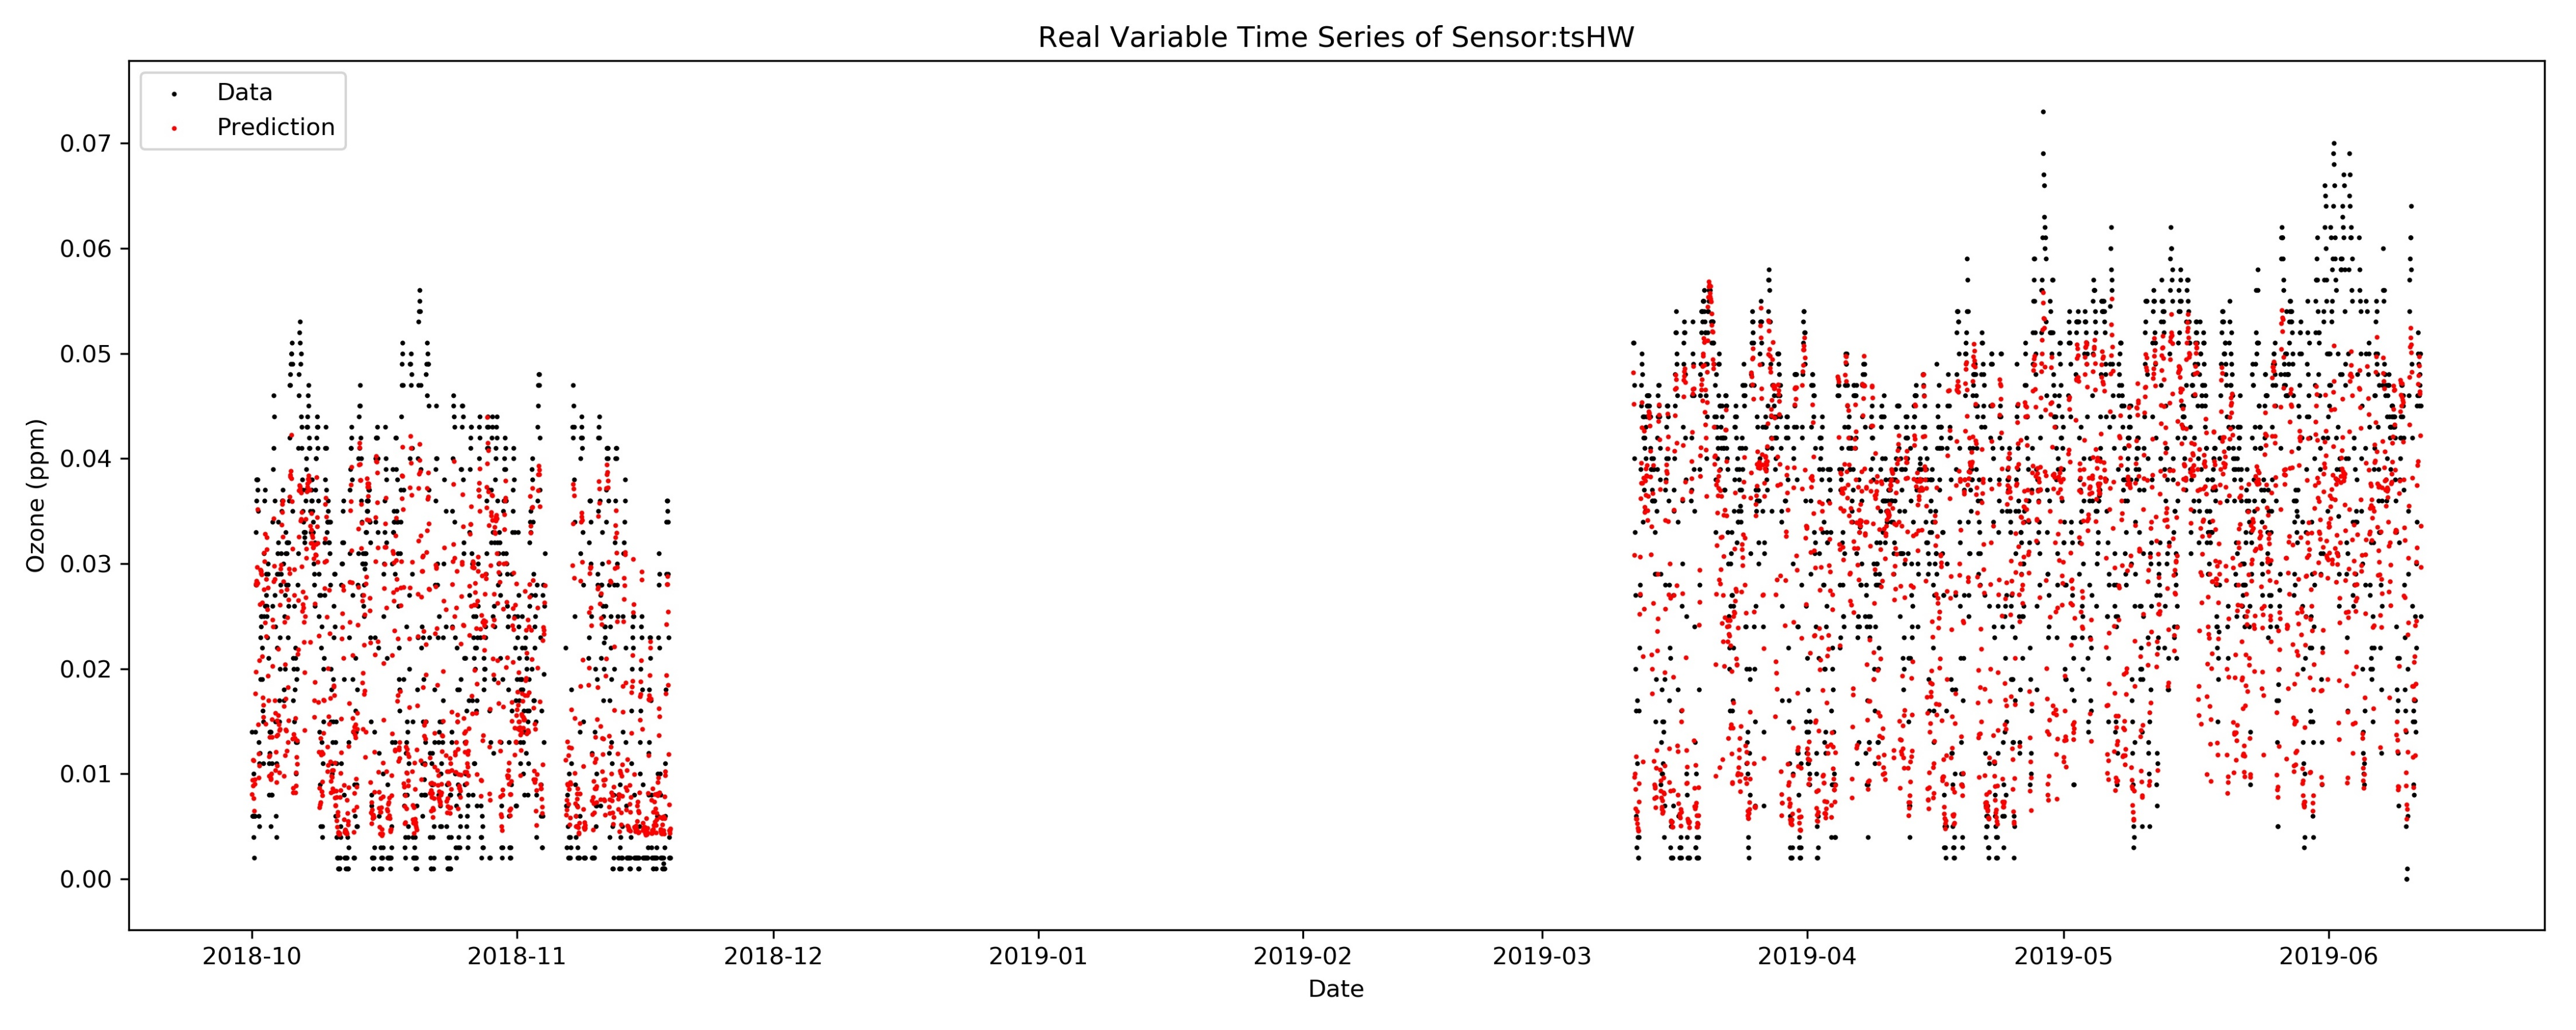 Real Variable Time Series of Sensor:tsHW
Data
Prediction
0.07
0.06
0.05
0.04
0.03
0.02
0.01
0.00
Ozone (ppm)
2018-10 2018-11 2018-12 2019-01 2019-02 2019-03 2019-04 2019-05 2019-06
Date